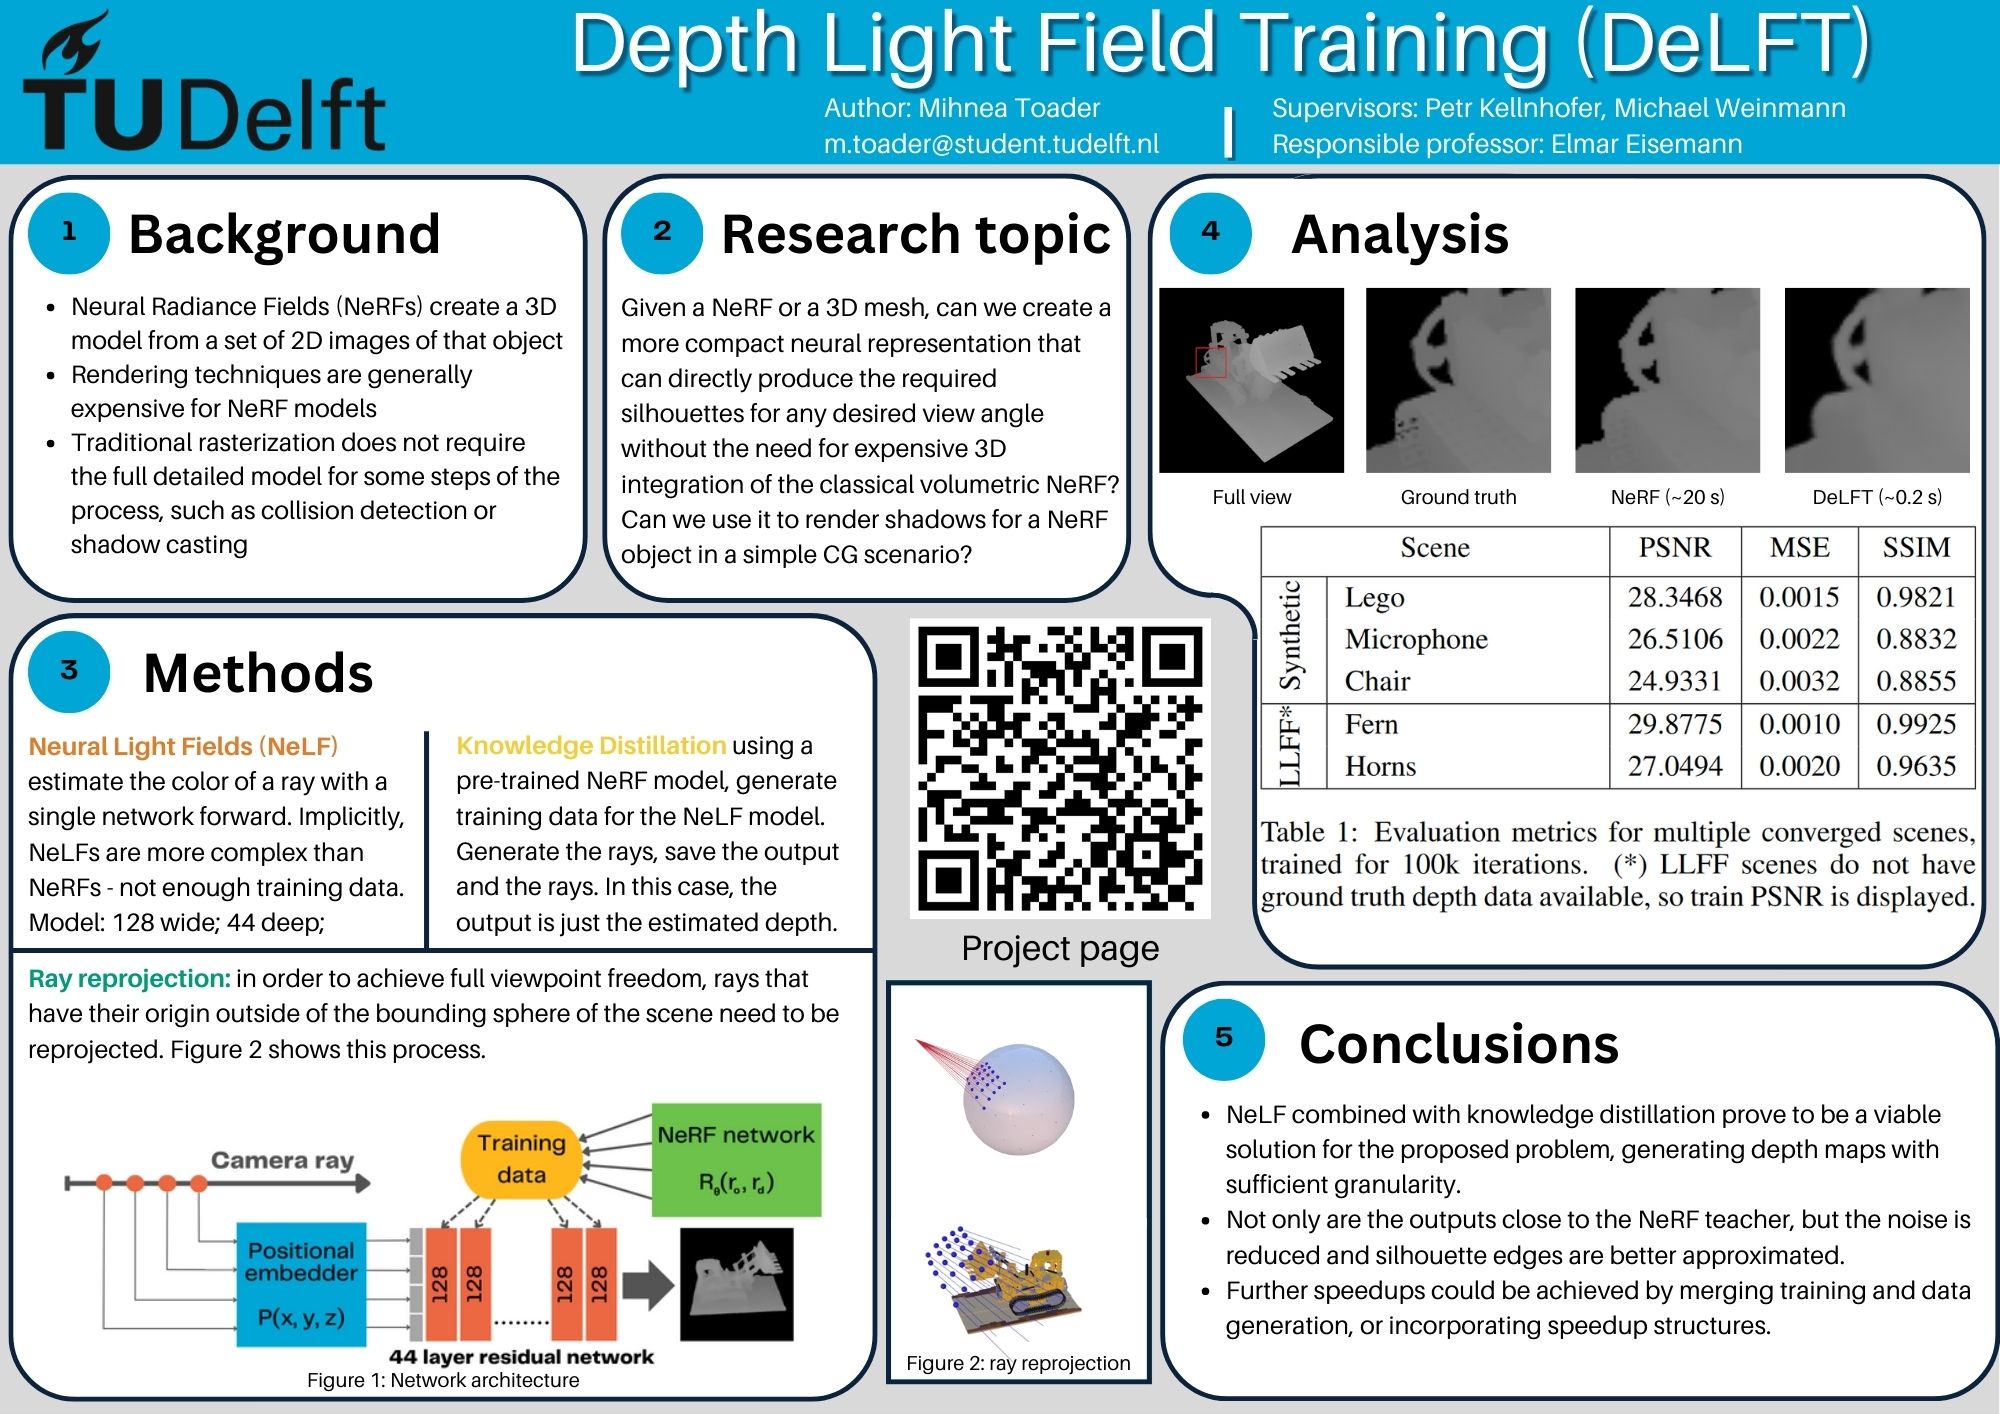 TUDelft
Depth Light Field Training (DeLFT)
Author: Mihnea Toader
m.toader@student.tudelft.nl
Supervisors: Petr Kellnhofer, Michael Weinmann
Responsible professor: Elmar Eisemann
1
Background
• Neural Radiance Fields (NeRFs) create a 3D
model from a set of 2D images of that object
• Rendering techniques are generally
expensive for NeRF models
• Traditional rasterization does not require
the full detailed model for some steps of the
process, such as collision detection or
shadow casting
2
Research topic
Given a NeRF or a 3D mesh, can we create a
more compact neural representation that
can directly produce the required
silhouettes for any desired view angle
without the need for expensive 3D
integration of the classical volumetric NeRF?
Can we use it to render shadows for a NeRF
object in a simple CG scenario?
3
Methods
Neural Light Fields (NeLF)
estimate the color of a ray with a
single network forward. Implicitly,
NeLFs are more complex than
NeRFs - not enough training data.
Model: 128 wide; 44 deep;
Knowledge Distillation using a
pre-trained NeRF model, generate
training data for the NeLF model.
Generate the rays, save the output
and the rays. In this case, the
output is just the estimated depth.
Ray reprojection: in order to achieve full viewpoint freedom, rays that
have their origin outside of the bounding sphere of the scene need to be
reprojected. Figure 2 shows this process.
Camera ray
Training
data
NeRF network
Rθ(ro, rd)
Positional
embedder
P(x, y, z)
128
128
........
128
128
44 layer residual network
Figure 1: Network architecture
Project page
Figure 2: ray reprojection
4
Analysis
Full view
Ground truth
NeRF (~20 s)
DeLFT (~0.2 s)
Scene PSNR MSE SSIM
Synthetic
Lego 28.3468 0.0015 0.9821
Microphone 26.5106 0.0022 0.8832
Chair 24.9331 0.0032 0.8855
LLFF*
Fern 29.8775 0.0010 0.9925
Horns 27.0494 0.0020 0.9635
Table 1: Evaluation metrics for multiple converged scenes,
trained for 100k iterations. (*) LLFF scenes do not have
ground truth depth data available, so train PSNR is displayed.
5
Conclusions
• NeLF combined with knowledge distillation prove to be a viable
solution for the proposed problem, generating depth maps with
sufficient granularity.
• Not only are the outputs close to the NeRF teacher, but the noise is
reduced and silhouette edges are better approximated.
• Further speedups could be achieved by merging training and data
generation, or incorporating speedup structures.